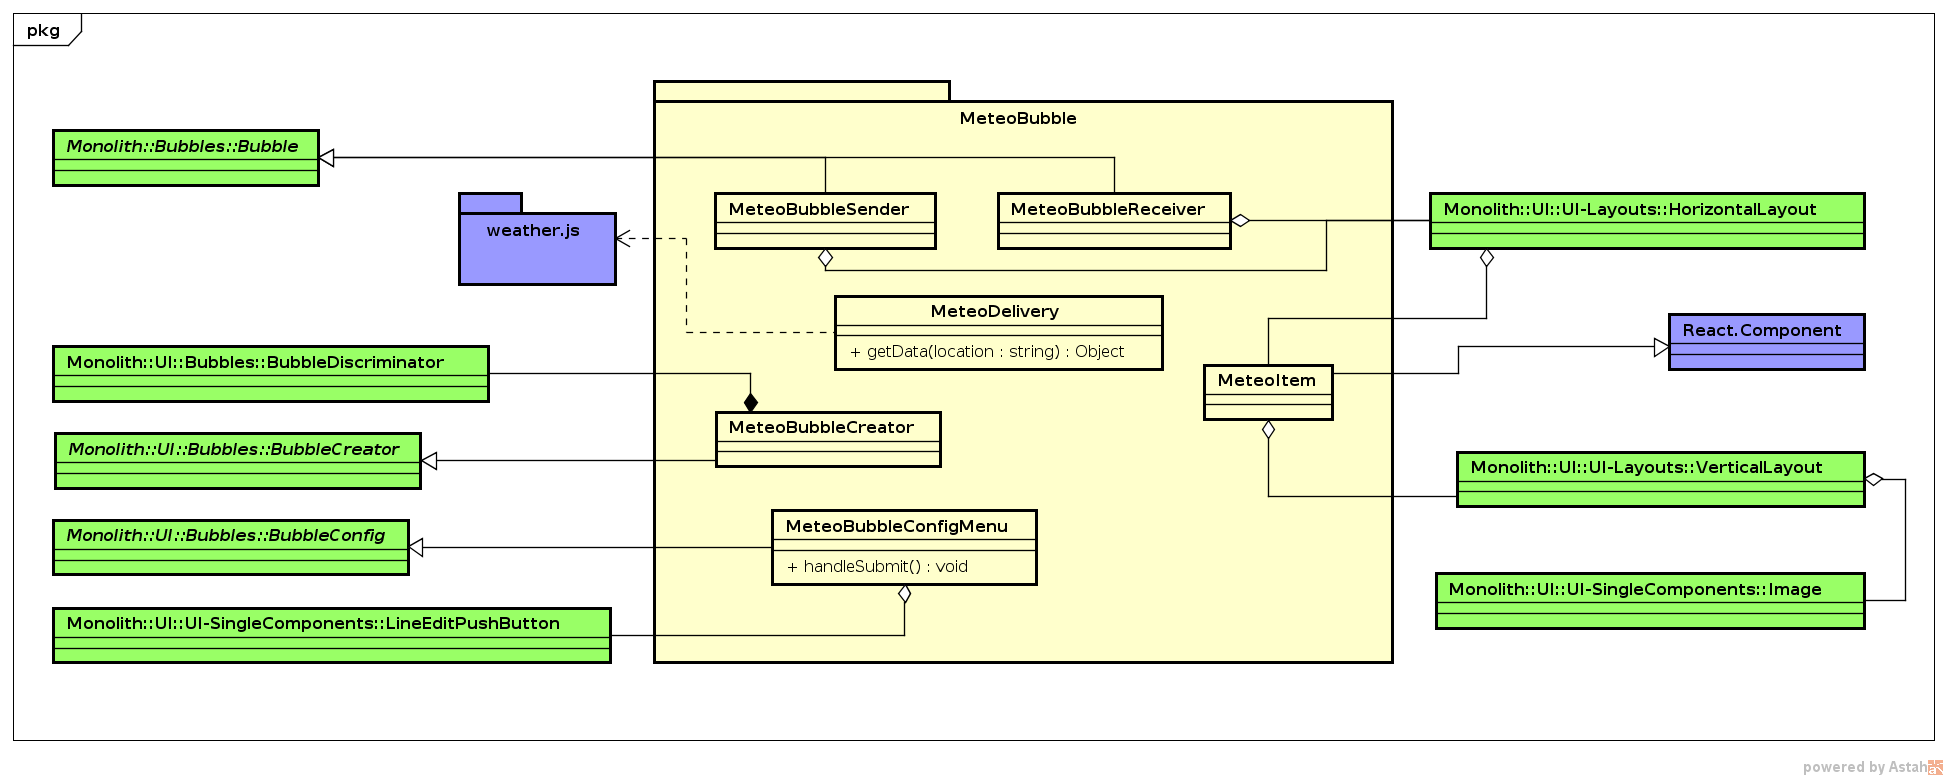 pkg
MeteoBubble
Monolith::Bubbles::Bubble
weather.js
MeteoBubbleSender
MeteoBubbleReceiver
Monolith::UI::UI-Layouts::HorizontalLayout
MeteoDelivery
+ getData(location : string) : Object
React.Component
Monolith::UI::Bubbles::BubbleDiscriminator
MeteoItem
MeteoBubbleCreator
Monolith::UI::Bubbles::BubbleCreator
Monolith::UI::UI-Layouts::VerticalLayout
Monolith::UI::Bubbles::BubbleConfig
MeteoBubbleConfigMenu
+ handleSubmit() : void
Monolith::UI::UI-SingleComponents::Image
Monolith::UI::UI-SingleComponents::LineEditPushButton
powered by Astah